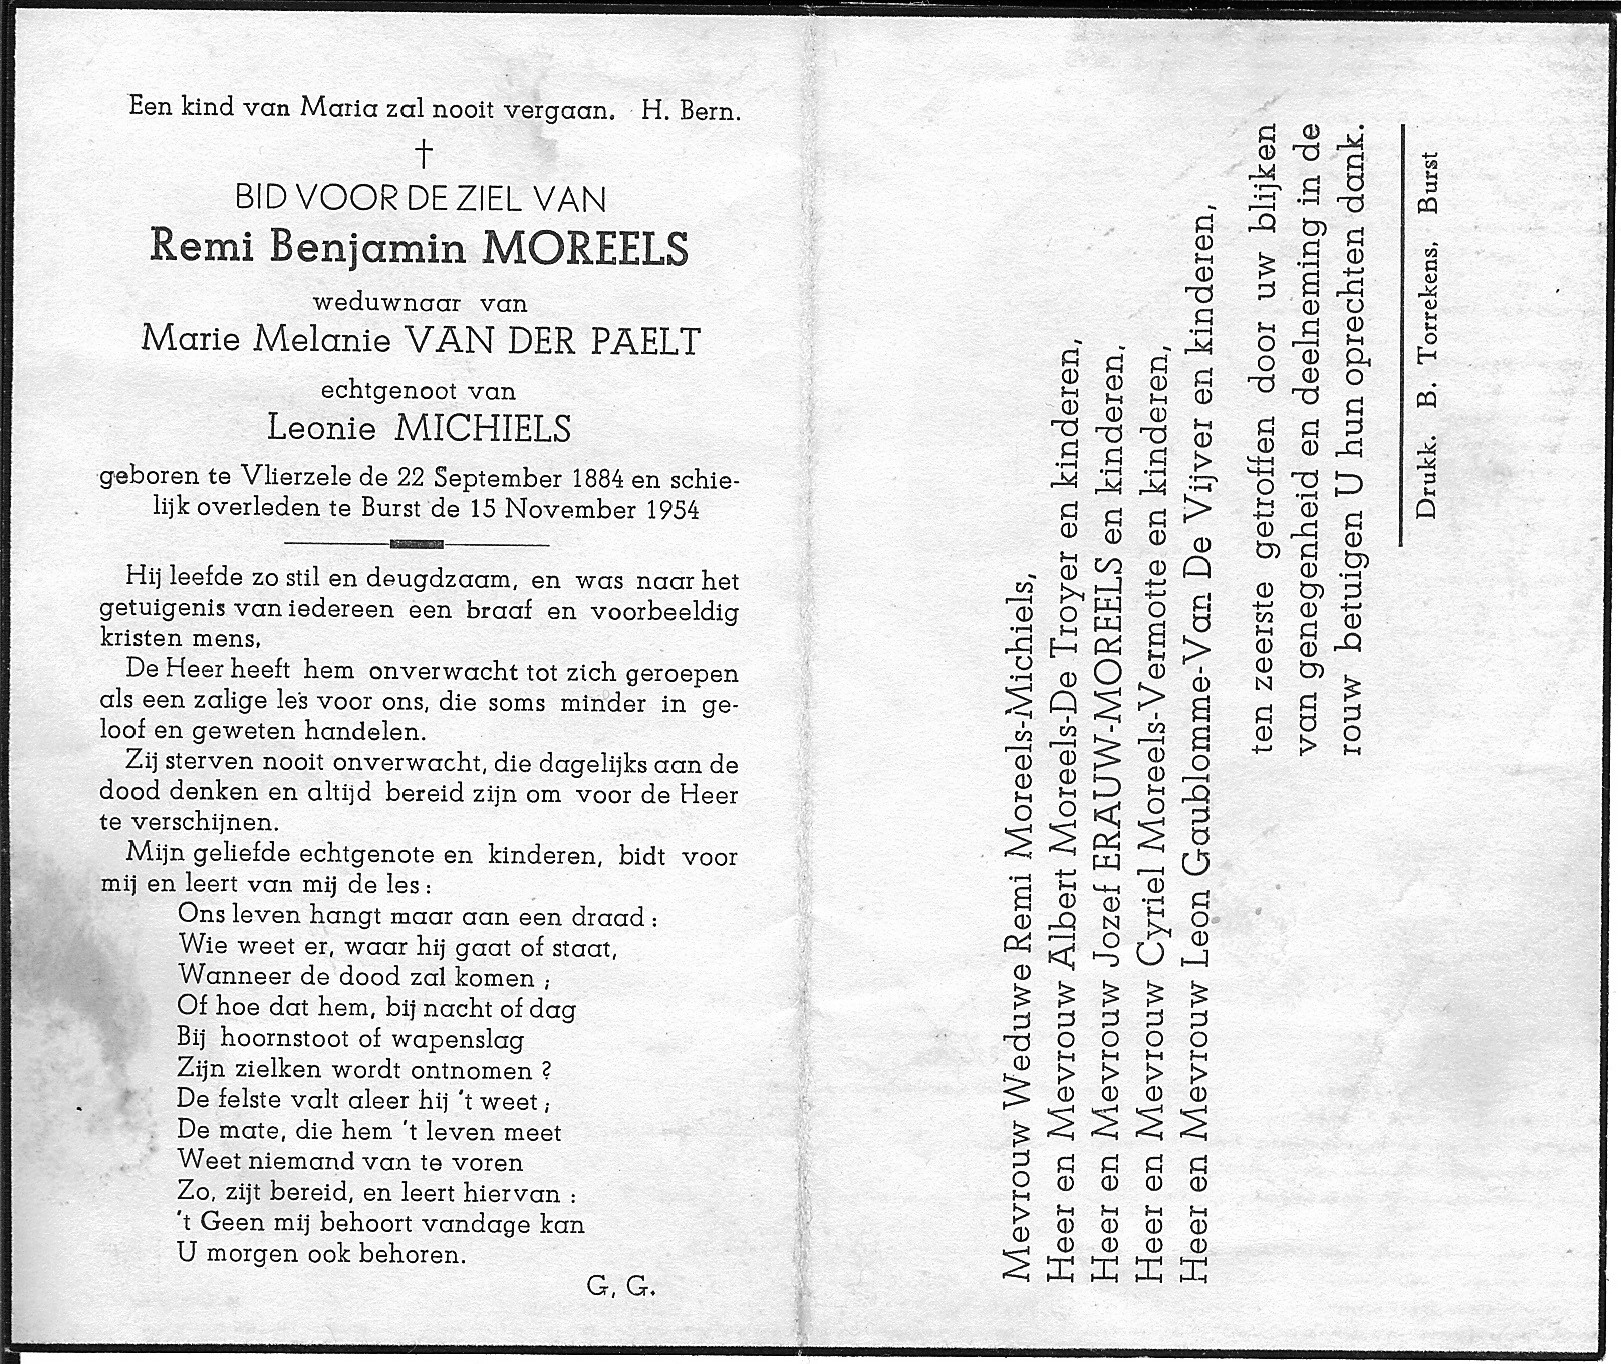 Een kind van Maria zal nooit vergaan. H. Bern.
†
BID VOOR DE ZIEL VAN
Remi Benjamin MOREELS
weduwnaar van
Marie Melanie VAN DER PAELT
echtgenoot van
Leonie MICHIELS
geboren te Vlierzele de 22 September 1884 en schie-
lijk overleden te Burst de 15 November 1954
Hij leefde zo stil en deugdzaam, en was naar het
getuigenis van iedereen een braaf en voorbeeldig
kristen mens,
De Heer heeft hem onverwacht tot zich geroepen
als een zalige les voor ons, die soms minder in ge-
loof en geweten handelen.
Zij sterven nooit onverwacht, die dagelijks aan de
dood denken en altijd bereid zijn om voor de Heer
te verschijnen.
Mijn geliefde echtgenote en kinderen, bidt voor
mij en leert van mij de les :
Ons leven hangt maar aan een draad :
Wie weet er, waar hij gaat of staat,
Wanneer de dood zal komen ;
Of hoe dat hem, bij nacht of dag
Bij hoornstoot of wapenslag
Zijn zielken wordt ontnomen ?
De felste valt aleer hij 't weet ;
De mate, die hem 't leven meet
Weet niemand van te voren
Zo, zijt bereid, en leert hiervan :
't Geen mij behoort vandage kan
U morgen ook behoren.
G, G.
Mevrouw Weduwe Remi Moreels-Michiels,
Heer en Mevrouw Albert Moreels-De Troyer en kinderen,
Heer en Mevrouw Jozef ERAUW-MOREELS en kinderen,
Heer en Mevrouw Cyriel Moreels-Vermotte en kinderen,
Heer en Mevrouw Leon Gaublomme-Van De Vijver en kinderen,
ten zeerste getroffen door uw blijken
van genegenheid en deelneming in de
rouw betuigen U hun oprechten dank.
Drukk. B. Torrekens, Burst